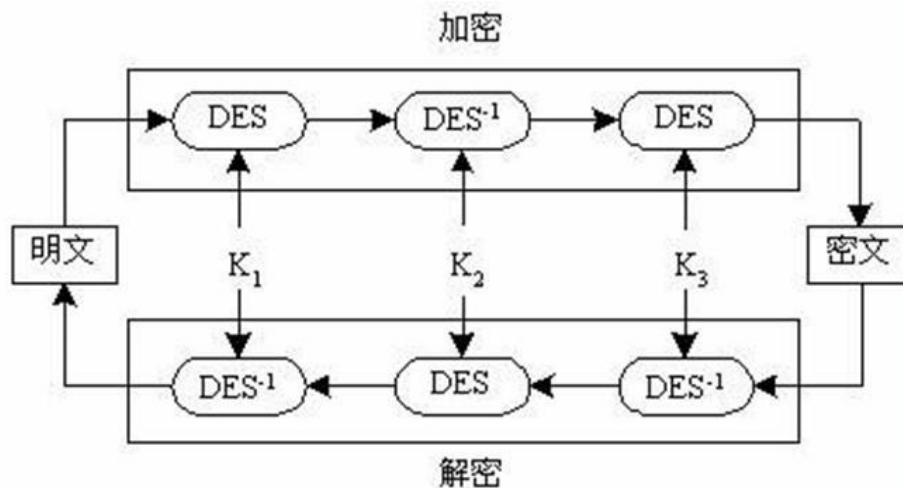 加密
DES DES⁻¹ DES
明文 K₁ K₂ K₃ 密文
DES⁻¹ DES DES⁻¹
解密